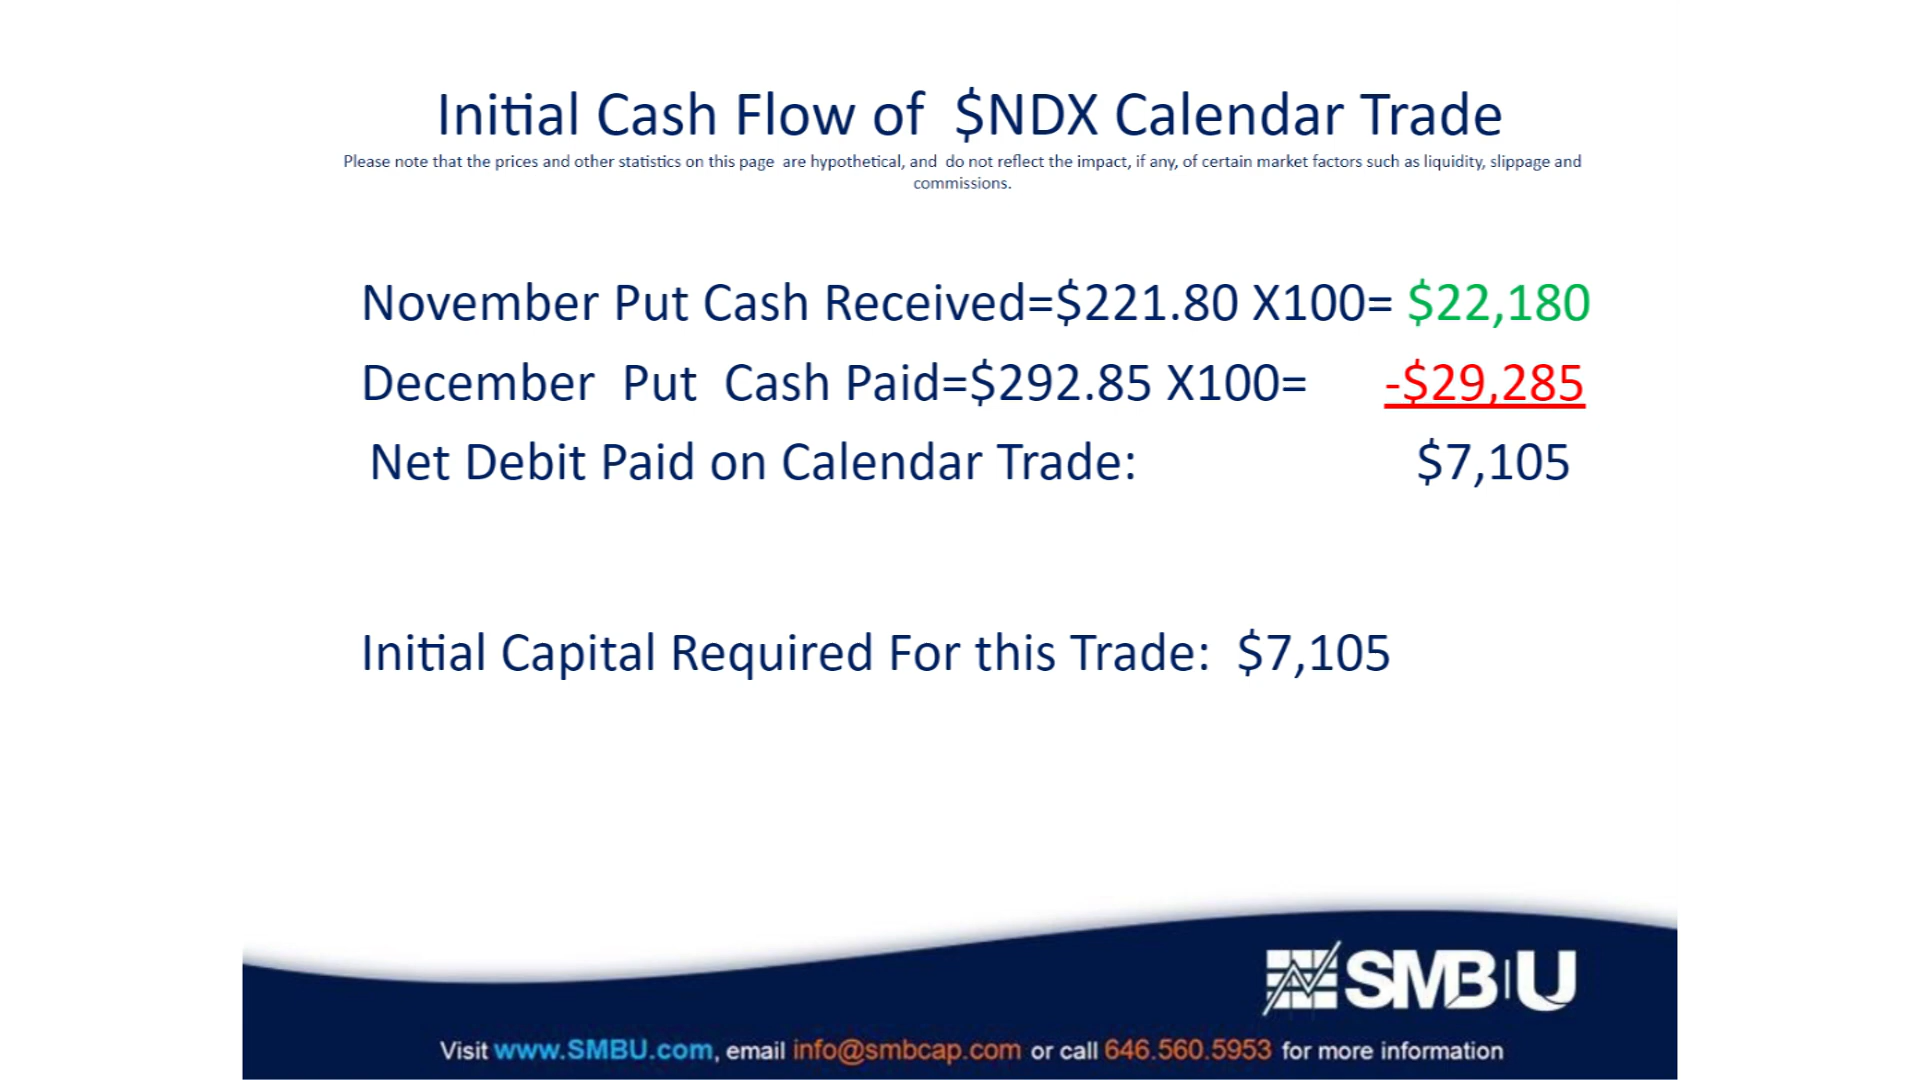 Initial Cash Flow of $NDX Calendar Trade
Please note that the prices and other statistics on this page are hypothetical, and do not reflect the impact, if any, of certain market factors such as liquidity, slippage and
commissions.
November Put Cash Received=$221.80 X100= $22,180
December Put Cash Paid=$292.85 X100= -$29,285
Net Debit Paid on Calendar Trade: $7,105
Initial Capital Required For this Trade: $7,105
SMB|U
Visit www.SMBU.com, email info@smbcap.com or call 646.560.5953 for more information